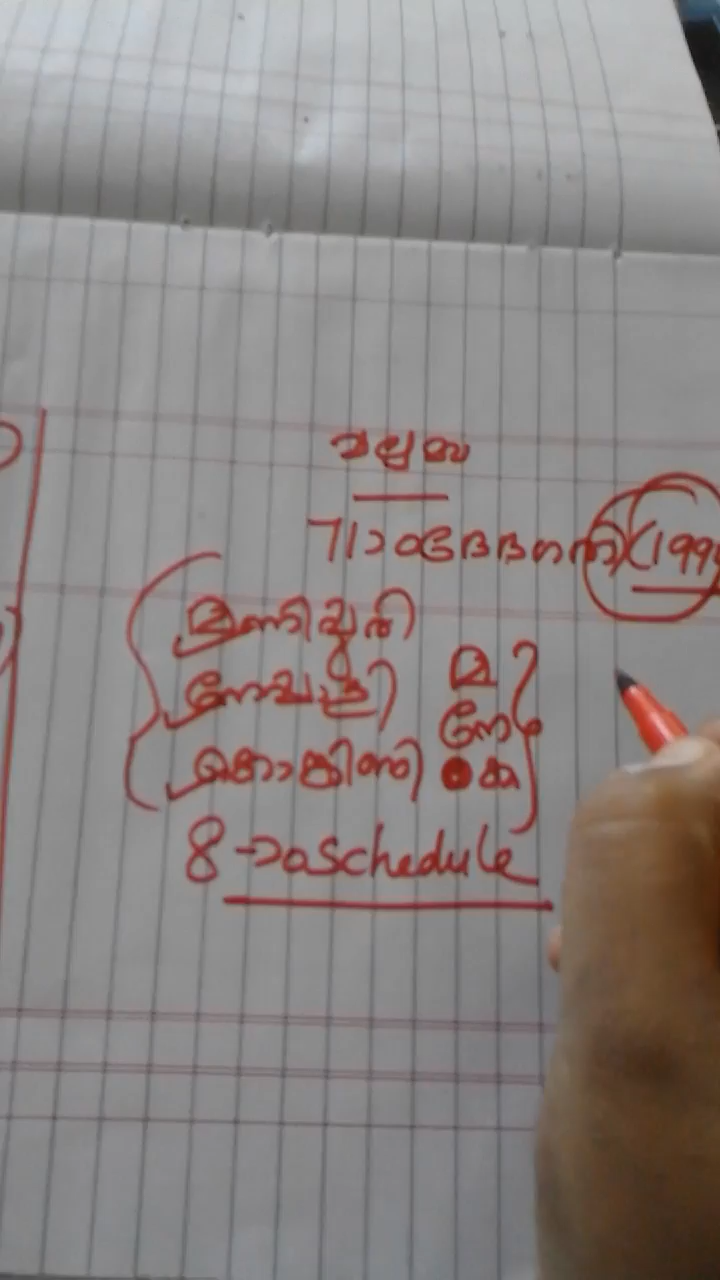 71ാംഭേദഗതി (199
മണിപ്പൂരി
നേപ്പാളി
കൊങ്കിണി
മ
നേ
ക
8-ാംschedule